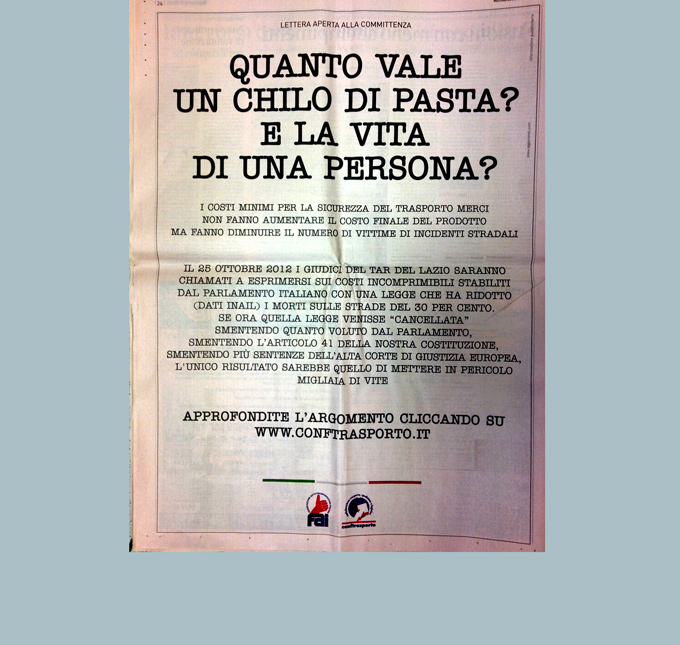 24
LETTERA APERTA ALLA COMMITTENZA
QUANTO VALE
UN CHILO DI PASTA?
E LA VITA
DI UNA PERSONA?
I COSTI MINIMI PER LA SICUREZZA DEL TRASPORTO MERCI
NON FANNO AUMENTARE IL COSTO FINALE DEL PRODOTTO
MA FANNO DIMINUIRE IL NUMERO DI VITTIME DI INCIDENTI STRADALI
IL 25 OTTOBRE 2012 I GIUDICI DEL TAR DEL LAZIO SARANNO
CHIAMATI A ESPRIMERSI SUI COSTI INCOMPRIMIBILI STABILITI
DAL PARLAMENTO ITALIANO CON UNA LEGGE CHE HA RIDOTTO
(DATI INAIL) I MORTI SULLE STRADE DEL 30 PER CENTO.
SE ORA QUELLA LEGGE VENISSE “CANCELLATA”
SMENTENDO QUANTO VOLUTO DAL PARLAMENTO,
SMENTENDO L’ARTICOLO 41 DELLA NOSTRA COSTITUZIONE,
SMENTENDO PIÙ SENTENZE DELL’ALTA CORTE DI GIUSTIZIA EUROPEA,
L’UNICO RISULTATO SAREBBE QUELLO DI METTERE IN PERICOLO
MIGLIAIA DI VITE
APPROFONDITE L’ARGOMENTO CLICCANDO SU
WWW.CONFTRASPORTO.IT
fai
conftrasporto